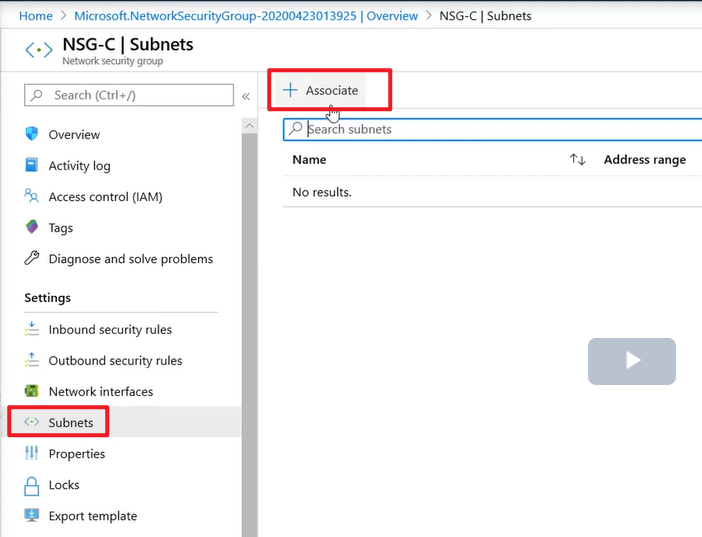 Home > Microsoft.NetworkSecurityGroup-20200423013925 | Overview > NSG-C | Subnets
NSG-C | Subnets
Network security group
Search (Ctrl+/)
«
Overview
Activity log
Access control (IAM)
Tags
Diagnose and solve problems
Settings
Inbound security rules
Outbound security rules
Network interfaces
Subnets
Properties
Locks
Export template
+ Associate
Search subnets
Name ↑↓ Address range
No results.